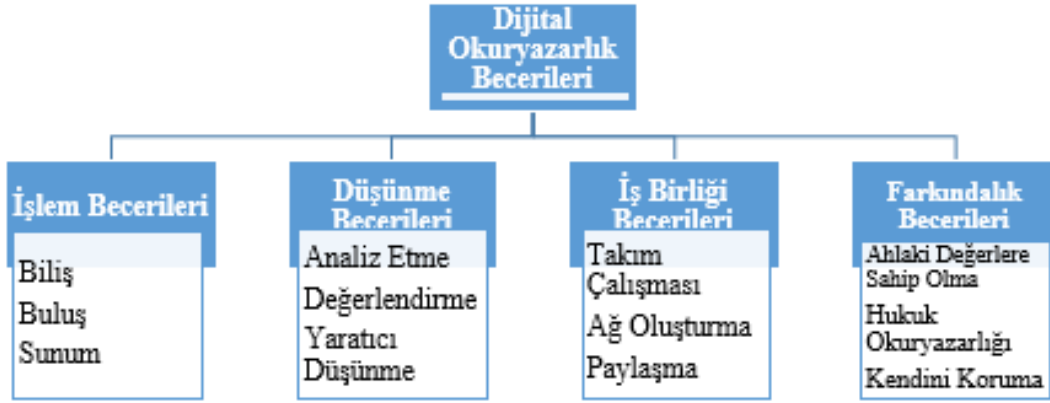 Dijital
Okuryazarlık
Becerileri
İşlem Becerileri
Biliş
Buluş
Sunum
Düşünme
Becerileri
Analiz Etme
Değerlendirme
Yaratıcı
Düşünme
İş Birliği
Becerileri
Takım
Çalışması
Ağ Oluşturma
Paylaşma
Farkındalık
Becerileri
Ahlaki Değerlere
Sahip Olma
Hukuk
Okuryazarlığı
Kendini Koruma